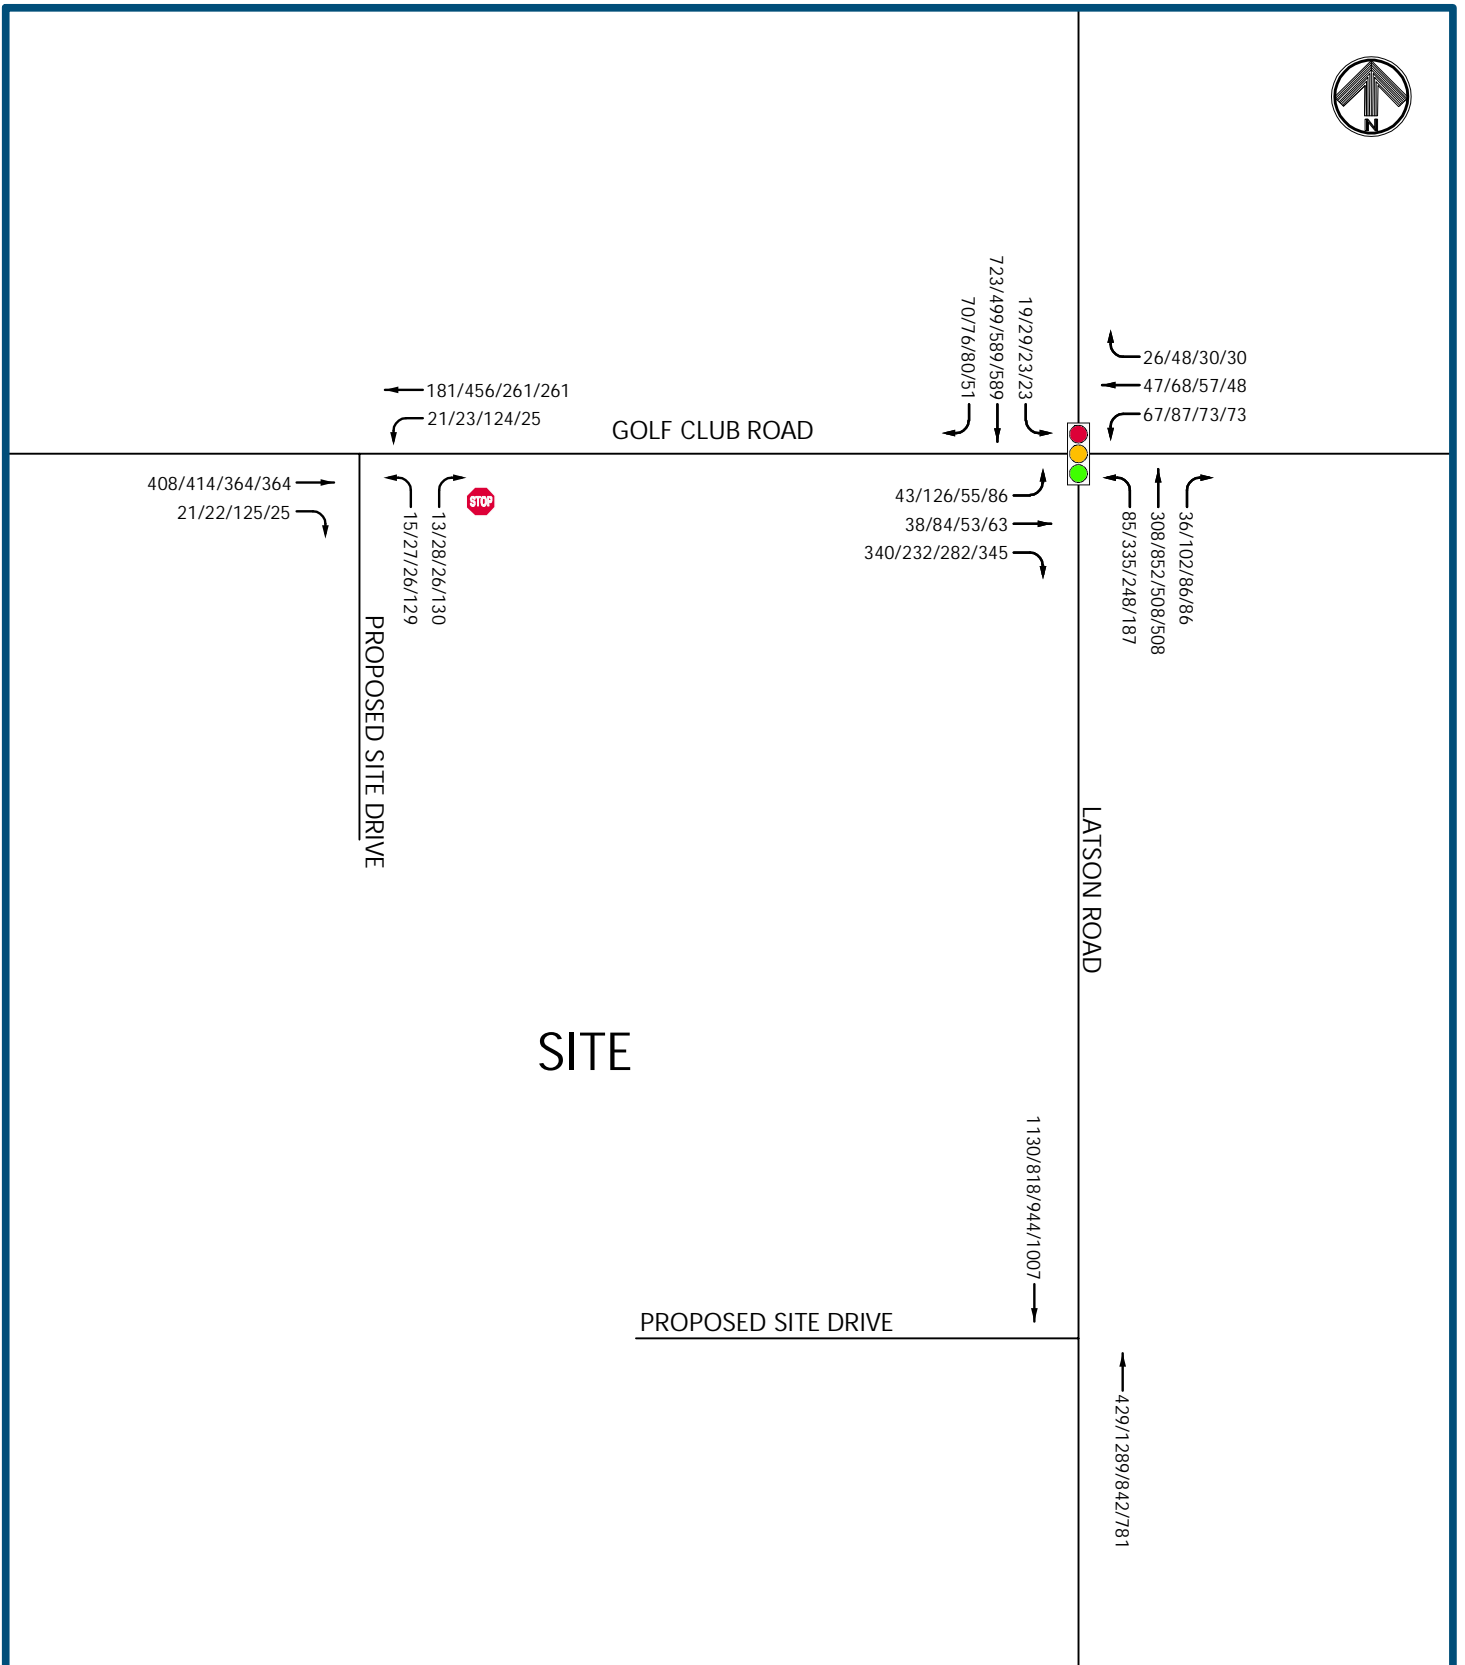 N
723/499/589/589
19/29/23/23
70/76/80/51
26/48/30/30
47/68/57/48
67/87/73/73
181/456/261/261
21/23/124/25
GOLF CLUB ROAD
408/414/364/364
21/22/125/25
STOP
15/27/26/129
13/28/26/130
43/126/55/86
38/84/53/63
340/232/282/345
85/335/248/187
308/852/508/508
36/102/86/86
PROPOSED SITE DRIVE
LATSON ROAD
SITE
1130/818/944/1007
PROPOSED SITE DRIVE
429/1289/842/781